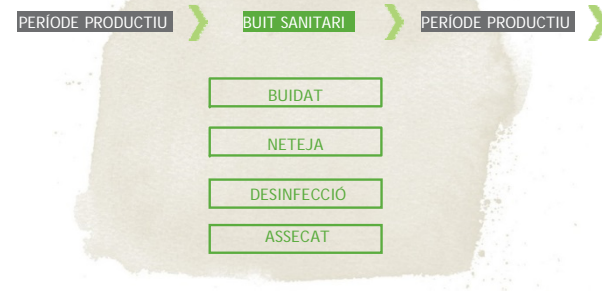 PERÍODE PRODUCTIU BUIT SANITARI PERÍODE PRODUCTIU
BUIDAT
NETEJA
DESINFECCIÓ
ASSECAT